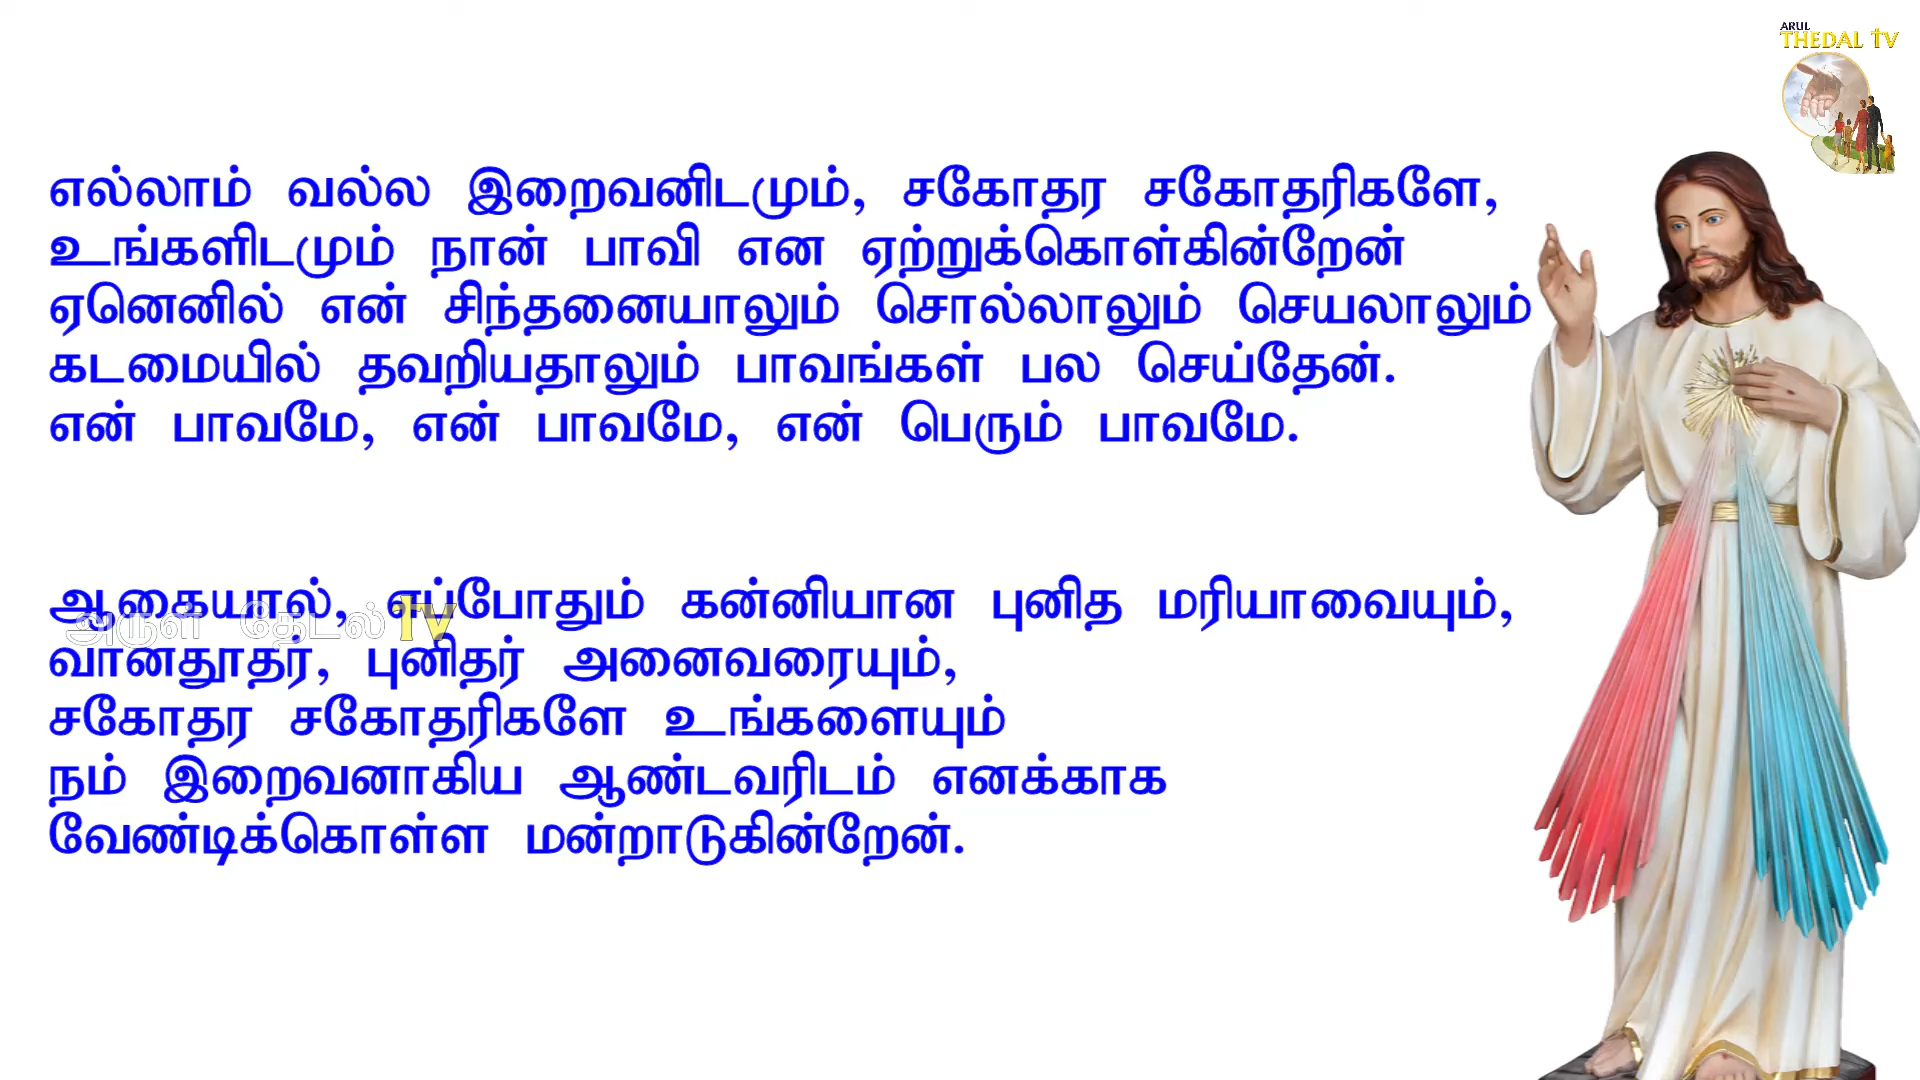 ARUL
THEDAL TV
எல்லாம் வல்ல இறைவனிடமும், சகோதர சகோதரிகளே,
உங்களிடமும் நான் பாவி என ஏற்றுக்கொள்கின்றேன்
ஏனெனில் என் சிந்தனையாலும் சொல்லாலும் செயலாலும்
கடமையில் தவறியதாலும் பாவங்கள் பல செய்தேன்.
என் பாவமே, என் பாவமே, என் பெரும் பாவமே.
ஆகையால், எப்போதும் கன்னியான புனித மரியாவையும்,
அருள் தேடல் TV
வானதூதர், புனிதர் அனைவரையும்,
சகோதர சகோதரிகளே உங்களையும்
நம் இறைவனாகிய ஆண்டவரிடம் எனக்காக
வேண்டிக்கொள்ள மன்றாடுகின்றேன்.